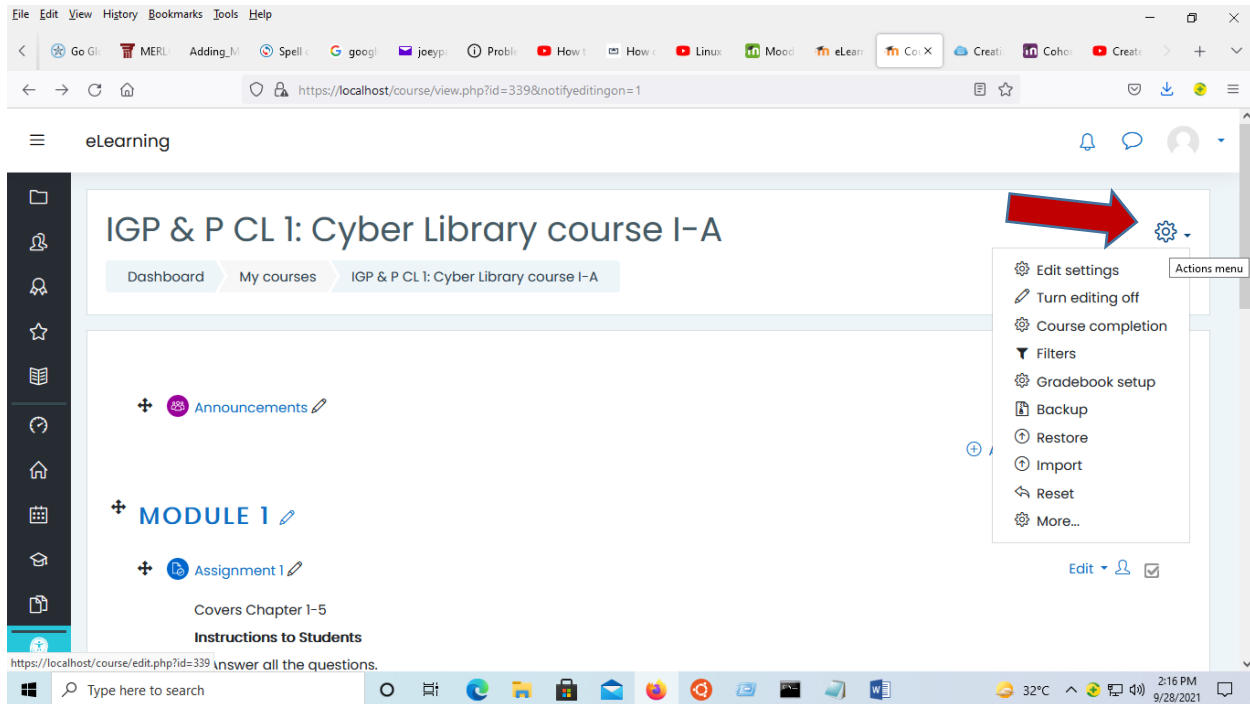 File Edit View History Bookmarks Tools Help
Go Gl MERL Adding_M Spell c G googl joeyp Proble How t How c Linux Mood eLearn Co X Creati Coho Create
https://localhost/course/view.php?id=339&notifyeditingon=1
eLearning
IGP & P CL 1: Cyber Library course I-A
Dashboard My courses IGP & P CL 1: Cyber Library course I-A
Edit settings
Actions menu
Turn editing off
Course completion
Filters
Gradebook setup
Backup
Restore
Import
Reset
More...
Announcements
MODULE 1
Assignment 1
Edit
Covers Chapter 1-5
Instructions to Students
Answer all the questions.
https://localhost/course/edit.php?id=339
Type here to search
32°C
2:16 PM
9/28/2021